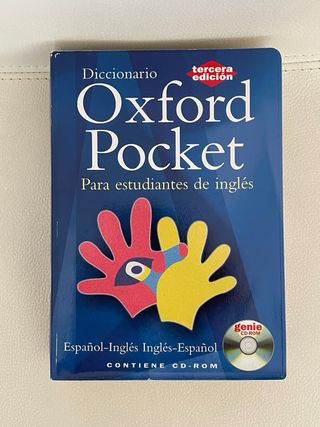 Diccionario
tercera
edición
Oxford
Pocket
Para estudiantes de inglés
genie
CD-ROM
Español-Inglés Inglés-Español
CONTIENE CD-ROM